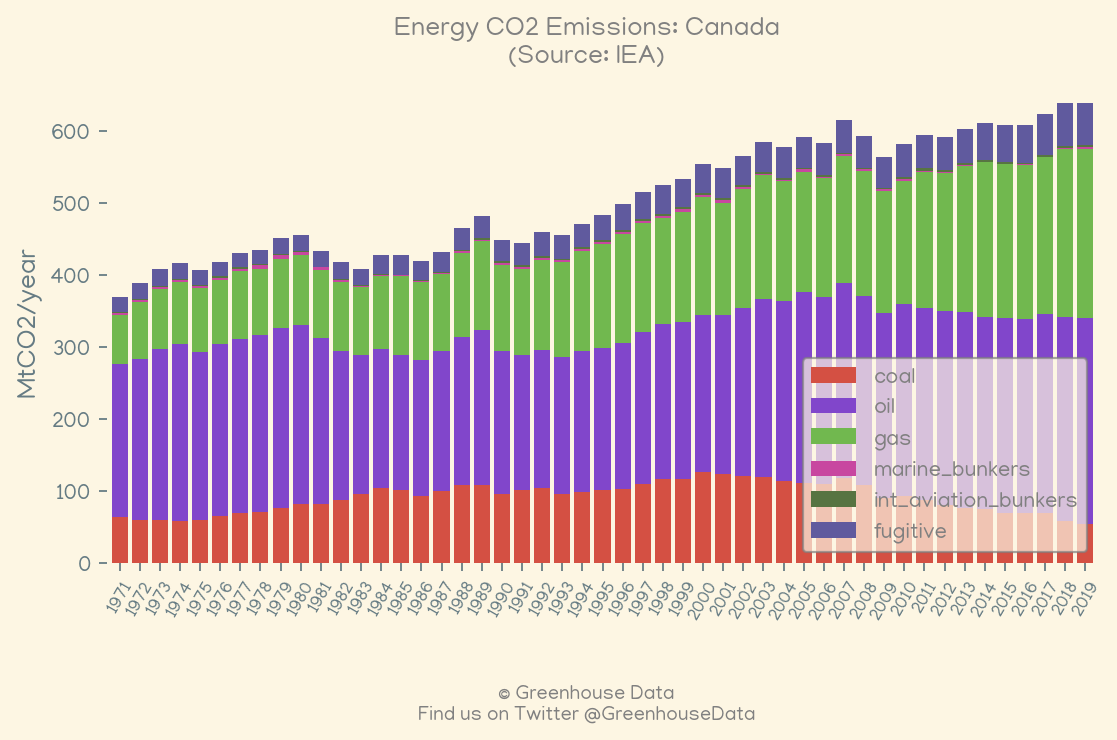 Energy CO2 Emissions: Canada
(Source: IEA)
MtCO2/year
600
500
400
300
200
100
0
coal
oil
gas
marine_bunkers
int_aviation_bunkers
fugitive
1971 1972 1973 1974 1975 1976 1977 1978 1979 1980 1981 1982 1983 1984 1985 1986 1987 1988 1989 1990 1991 1992 1993 1994 1995 1996 1997 1998 1999 2000 2001 2002 2003 2004 2005 2006 2007 2008 2009 2010 2011 2012 2013 2014 2015 2016 2017 2018 2019
© Greenhouse Data
Find us on Twitter @GreenhouseData